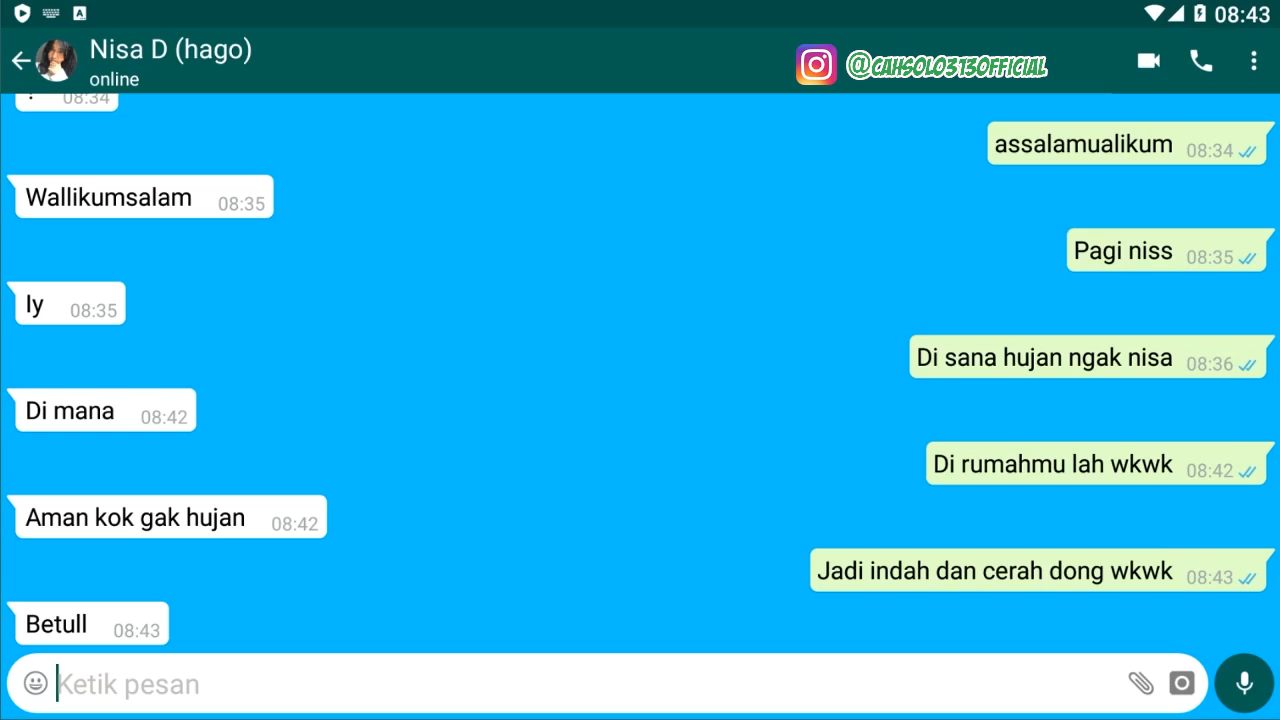 08:43
Nisa D (hago)
online
@CAHSOLO313OFFICIAL
08:34
assalamualikum 08:34
Wallikumsalam 08:35
Pagi niss 08:35
Iy 08:35
Di sana hujan ngak nisa 08:36
Di mana 08:42
Di rumahmu lah wkwk 08:42
Aman kok gak hujan 08:42
Jadi indah dan cerah dong wkwk 08:43
Betull 08:43
Ketik pesan